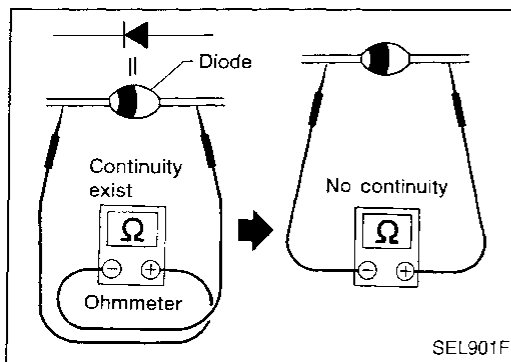 Diode
Continuity
exist
Ω
Ohmmeter
No continuity
Ω
SEL901F